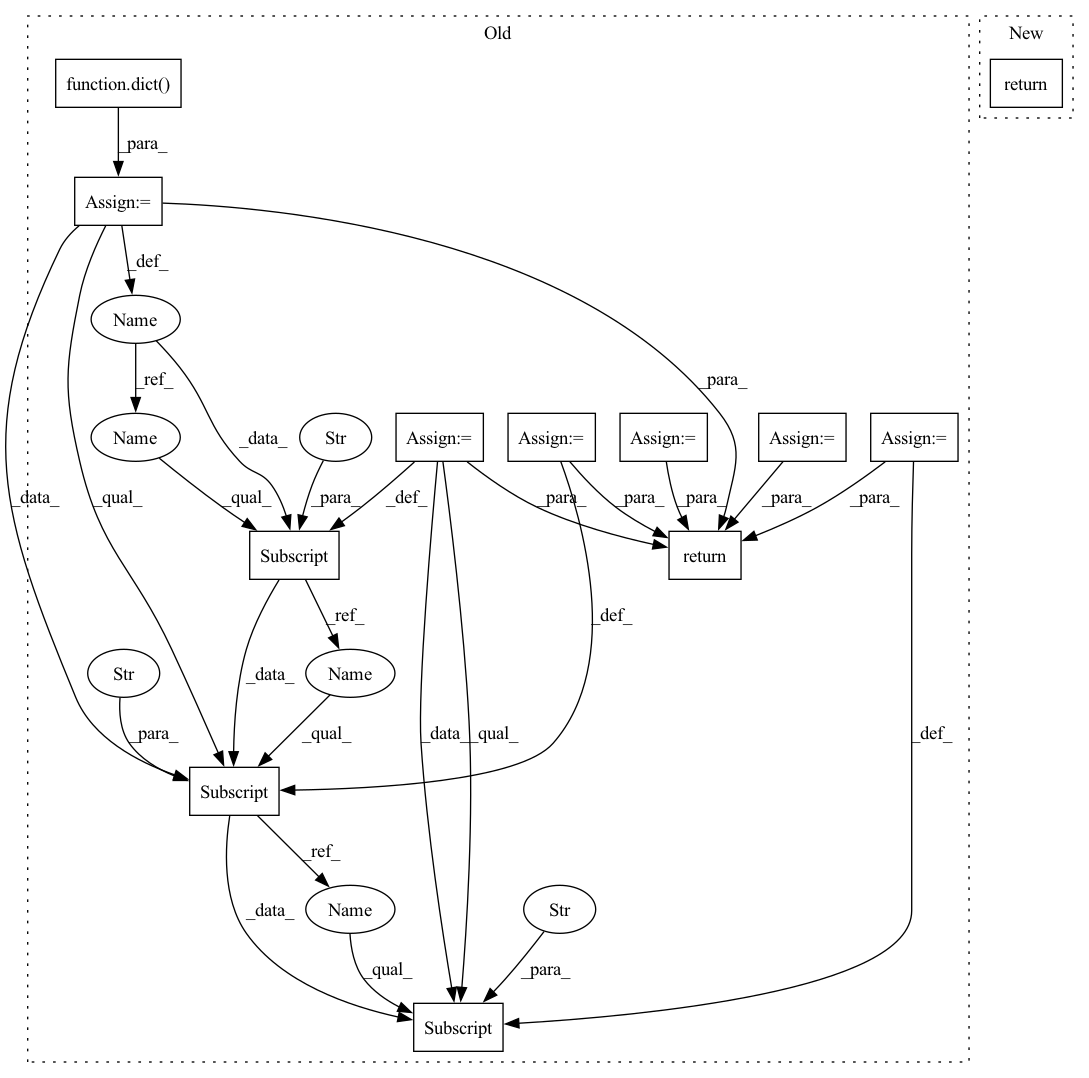 Old
New
function.dict()
return
_para_
Assign:=
_def_
Name
_ref_
_para_
Name
_data_
Str
Assign:=
Assign:=
Assign:=
Assign:=
_data_
_qual_
_qual_
_para_
_def_
_para_
_para_
_para_
_para_
_para_
Subscript
return
_ref_
_def_
Str
_data_
Name
_para_
_qual_
_data_
_qual_
_def_
Subscript
_ref_
_data_
Name
Str
_qual_
_para_
Subscript